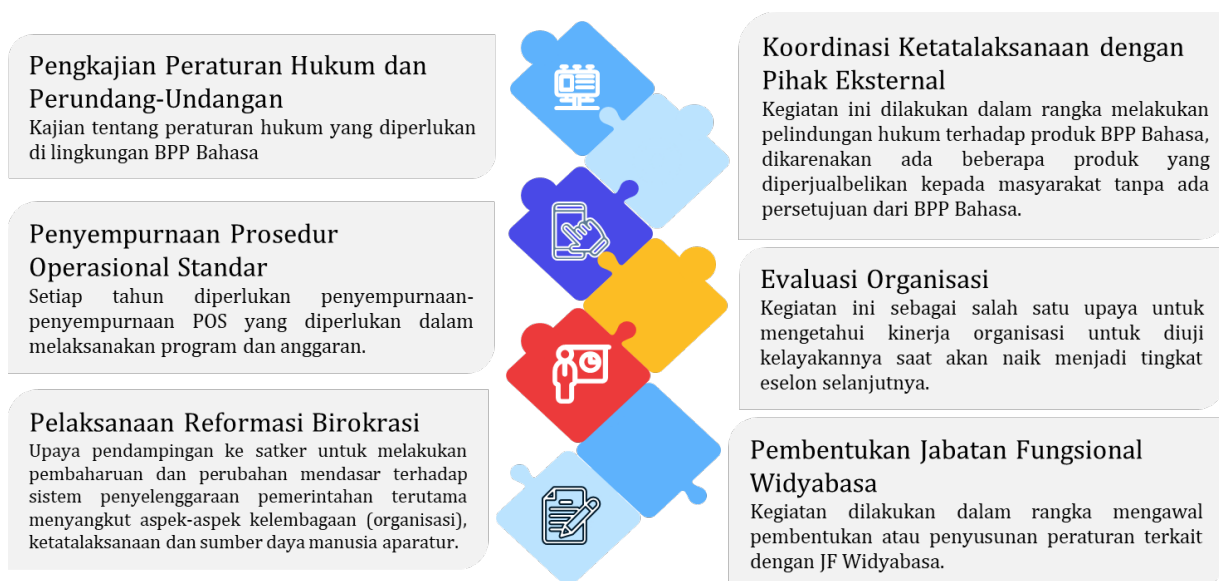 Pengkajian Peraturan Hukum dan
Perundang-Undangan
Kajian tentang peraturan hukum yang diperlukan
di lingkungan BPP Bahasa
Penyempurnaan Prosedur
Operasional Standar
Setiap tahun diperlukan penyempurnaan-
penyempurnaan POS yang diperlukan dalam
melaksanakan program dan anggaran.
Pelaksanaan Reformasi Birokrasi
Upaya pendampingan ke satker untuk melakukan
pembaharuan dan perubahan mendasar terhadap
sistem penyelenggaraan pemerintahan terutama
menyangkut aspek-aspek kelembagaan (organisasi),
ketatalaksanaan dan sumber daya manusia aparatur.
Koordinasi Ketatalaksanaan dengan
Pihak Eksternal
Kegiatan ini dilakukan dalam rangka melakukan
pelindungan hukum terhadap produk BPP Bahasa,
dikarenakan ada beberapa produk yang
diperjualbelikan kepada masyarakat tanpa ada
persetujuan dari BPP Bahasa.
Evaluasi Organisasi
Kegiatan ini sebagai salah satu upaya untuk
mengetahui kinerja organisasi untuk diuji
kelayakannya saat akan naik menjadi tingkat
eselon selanjutnya.
Pembentukan Jabatan Fungsional
Widyabasa
Kegiatan dilakukan dalam rangka mengawal
pembentukan atau penyusunan peraturan terkait
dengan JF Widyabasa.